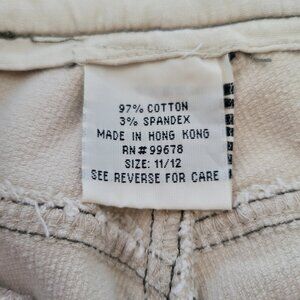 97% COTTON
3% SPANDEX
MADE IN HONG KONG
RN#99678
SIZE: 11/12
SEE REVERSE FOR CARE